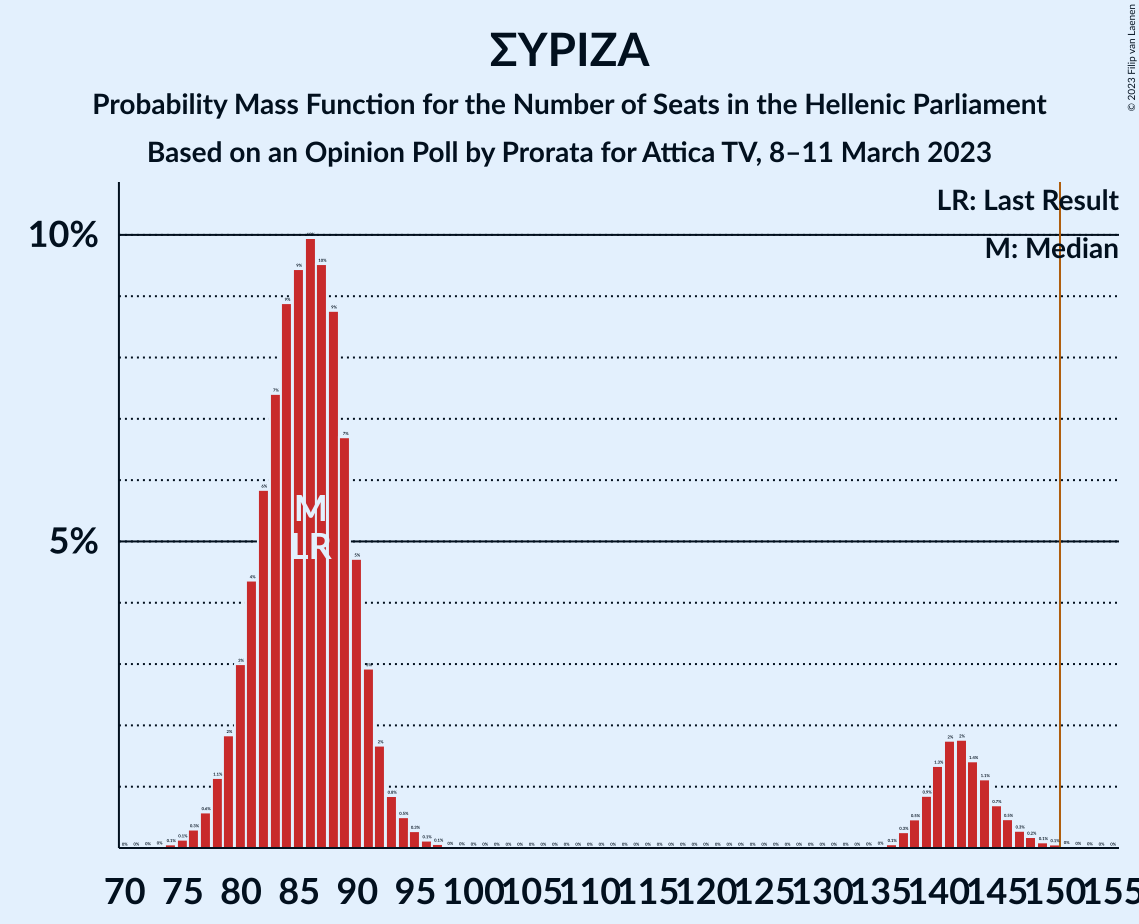 ΣΥΡΙΖΑ
Probability Mass Function for the Number of Seats in the Hellenic Parliament
Based on an Opinion Poll by Prorata for Attica TV, 8–11 March 2023
© 2023 Filip van Laenen
LR: Last Result
M: Median
10%
5%
M
LR
70 75 80 85 90 95 100 105 110 115 120 125 130 135 140 145 150 155